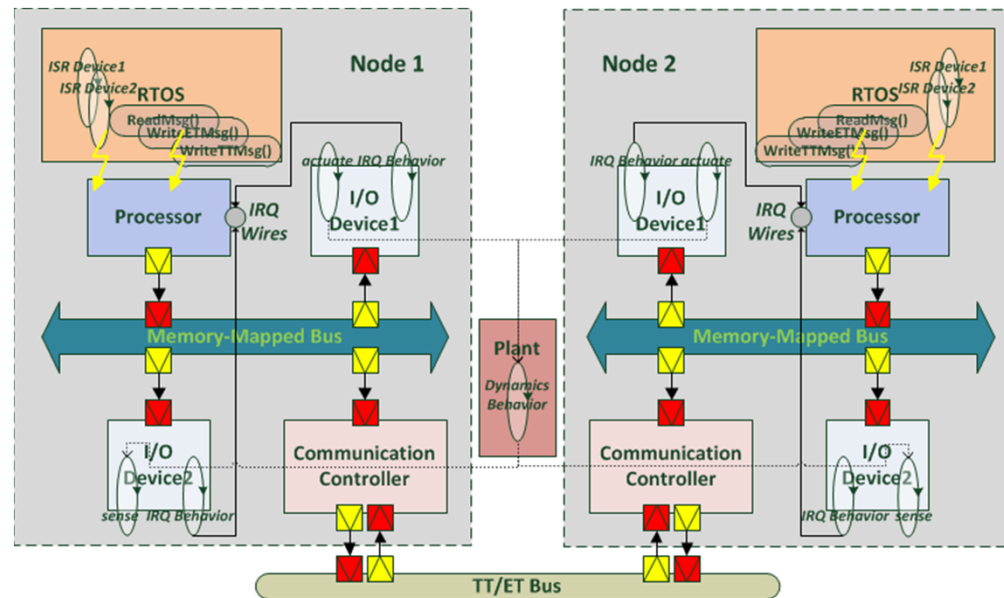 Node 1
ISR Device1
ISR Device2
RTOS
ReadMsg()
WriteETMsg()
WriteTTMsg()
Processor
IRQ
Wires
actuate IRQ Behavior
I/O
Device1
Memory-Mapped Bus
I/O
Device2
sense IRQ Behavior
Communication
Controller
Plant
Dynamics
Behavior
Node 2
ISR Device1
ISR Device2
RTOS
ReadMsg()
WriteETMsg()
WriteTTMsg()
IRQ Behavior actuate
I/O
Device1
IRQ
Wires
Processor
Memory-Mapped Bus
Communication
Controller
I/O
Device2
IRQ Behavior sense
TT/ET Bus